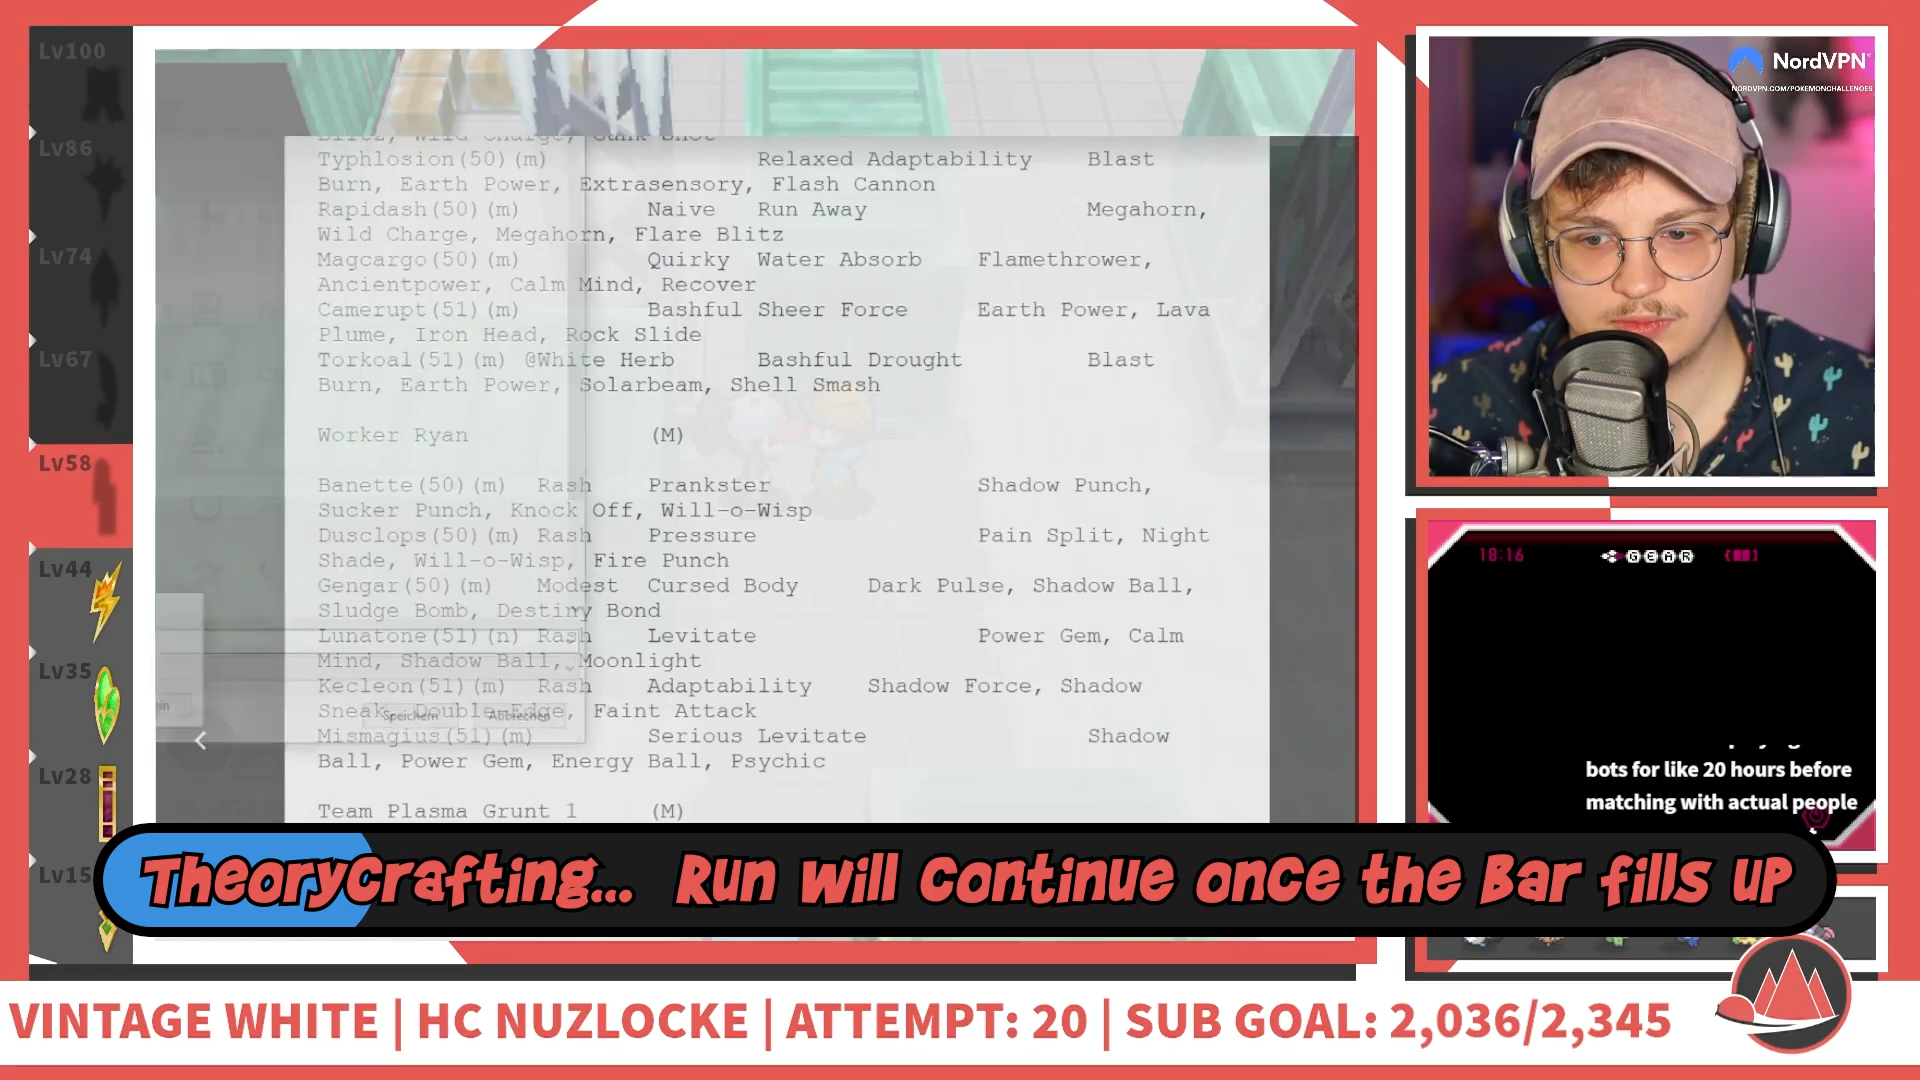 Lv100
Lv86
Lv74
Lv67
Lv58
Lv44
Lv35
Lv28
Lv15
Blitz, Wild Charge, Gunk Shot
Typhlosion(50)(m) Relaxed Adaptability Blast
Burn, Earth Power, Extrasensory, Flash Cannon
Rapidash(50)(m) Naive Run Away Megahorn,
Wild Charge, Megahorn, Flare Blitz
Magcargo(50)(m) Quirky Water Absorb Flamethrower,
Ancientpower, Calm Mind, Recover
Camerupt(51)(m) Bashful Sheer Force Earth Power, Lava
Plume, Iron Head, Rock Slide
Torkoal(51)(m) @White Herb Bashful Drought Blast
Burn, Earth Power, Solarbeam, Shell Smash
Worker Ryan (M)
Banette(50)(m) Rash Prankster Shadow Punch,
Sucker Punch, Knock Off, Will-o-Wisp
Dusclops(50)(m) Rash Pressure Pain Split, Night
Shade, Will-o-Wisp, Fire Punch
Gengar(50)(m) Modest Cursed Body Dark Pulse, Shadow Ball,
Sludge Bomb, Destiny Bond
Lunatone(51)(n) Rash Levitate Power Gem, Calm
Mind, Shadow Ball, Moonlight
Kecleon(51)(m) Rash Adaptability Shadow Force, Shadow
Sneak, Double-Edge, Faint Attack
Speichern Abbrechen
Mismagius(51)(m) Serious Levitate Shadow
Ball, Power Gem, Energy Ball, Psychic
Team Plasma Grunt 1 (M)
NordVPN
NORDVPN.COM/POKEMONCHALLENGES
18:16
GEAR
bots for like 20 hours before
matching with actual people
TheoryCrafting... Run will continue once the Bar fills up
VINTAGE WHITE | HC NUZLOCKE | ATTEMPT: 20 | SUB GOAL: 2,036/2,345